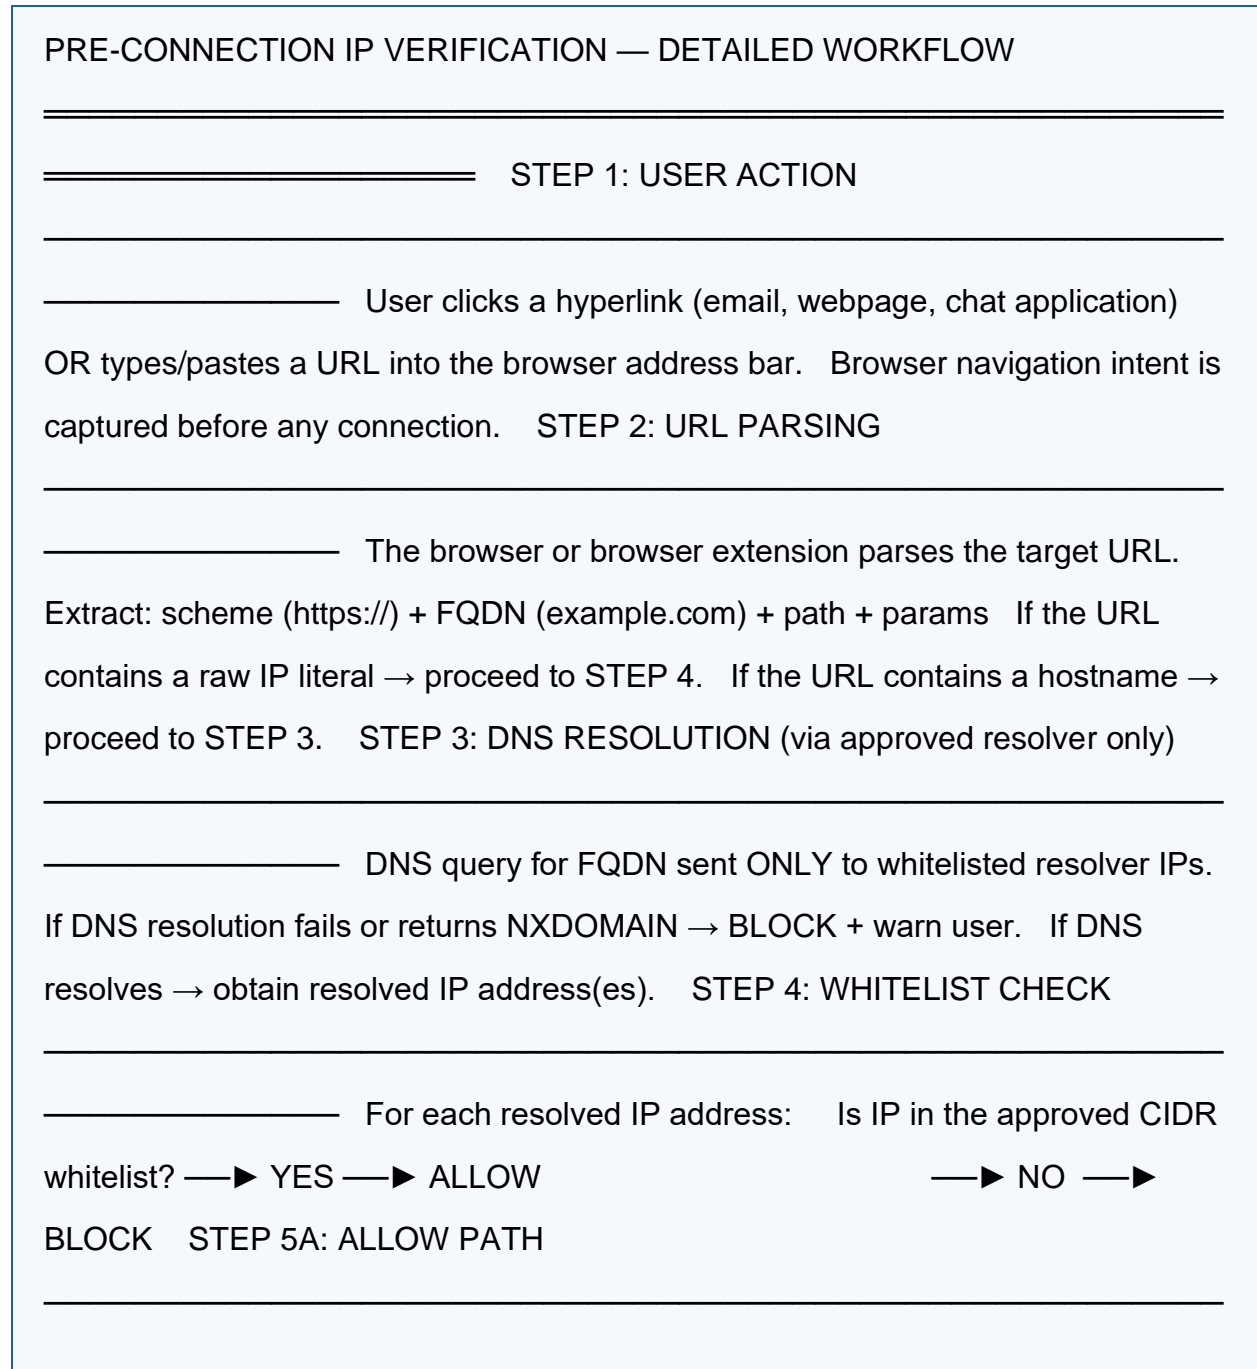 PRE-CONNECTION IP VERIFICATION — DETAILED WORKFLOW
STEP 1: USER ACTION
User clicks a hyperlink (email, webpage, chat application)
OR types/pastes a URL into the browser address bar. Browser navigation intent is
captured before any connection. STEP 2: URL PARSING
The browser or browser extension parses the target URL.
Extract: scheme (https://) + FQDN (example.com) + path + params If the URL
contains a raw IP literal → proceed to STEP 4. If the URL contains a hostname →
proceed to STEP 3. STEP 3: DNS RESOLUTION (via approved resolver only)
DNS query for FQDN sent ONLY to whitelisted resolver IPs.
If DNS resolution fails or returns NXDOMAIN → BLOCK + warn user. If DNS
resolves → obtain resolved IP address(es). STEP 4: WHITELIST CHECK
For each resolved IP address: Is IP in the approved CIDR
whitelist? ──► YES ──► ALLOW ──► NO ──►
BLOCK STEP 5A: ALLOW PATH